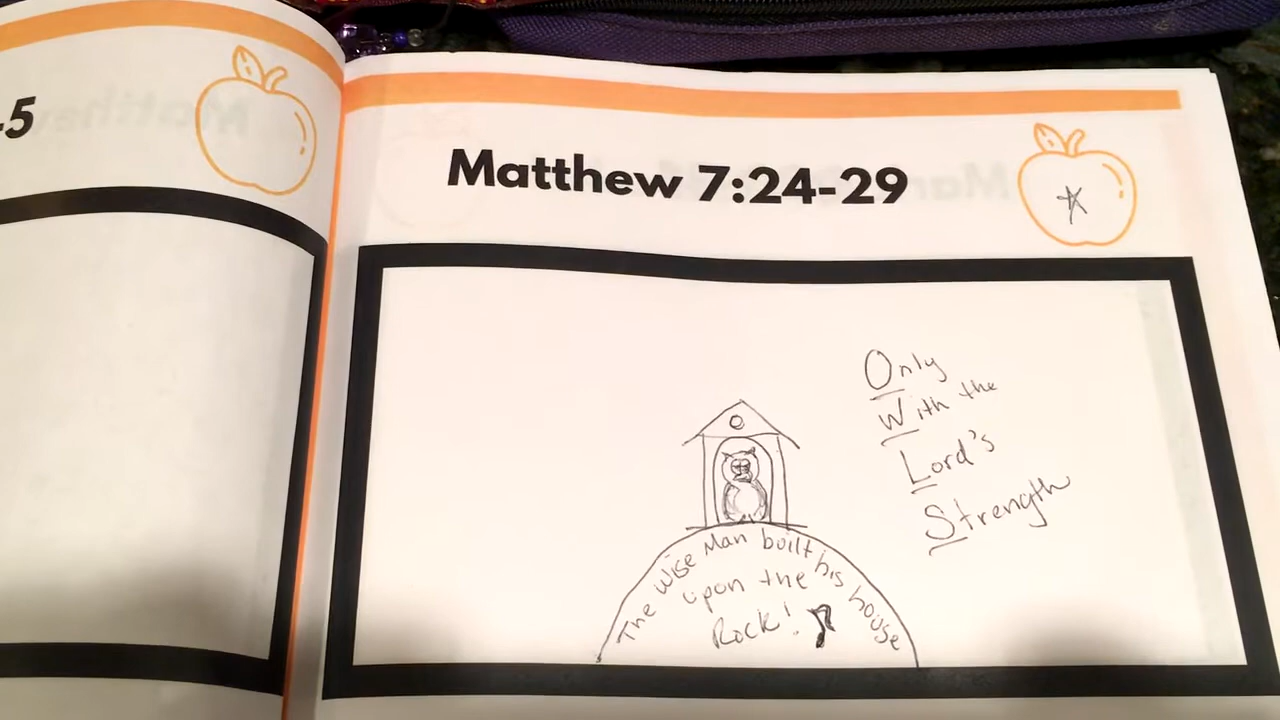 -5
Matthew 7:24-29
Only
With the
Lord's
Strength
The Wise Man built his house
upon the
Rock!